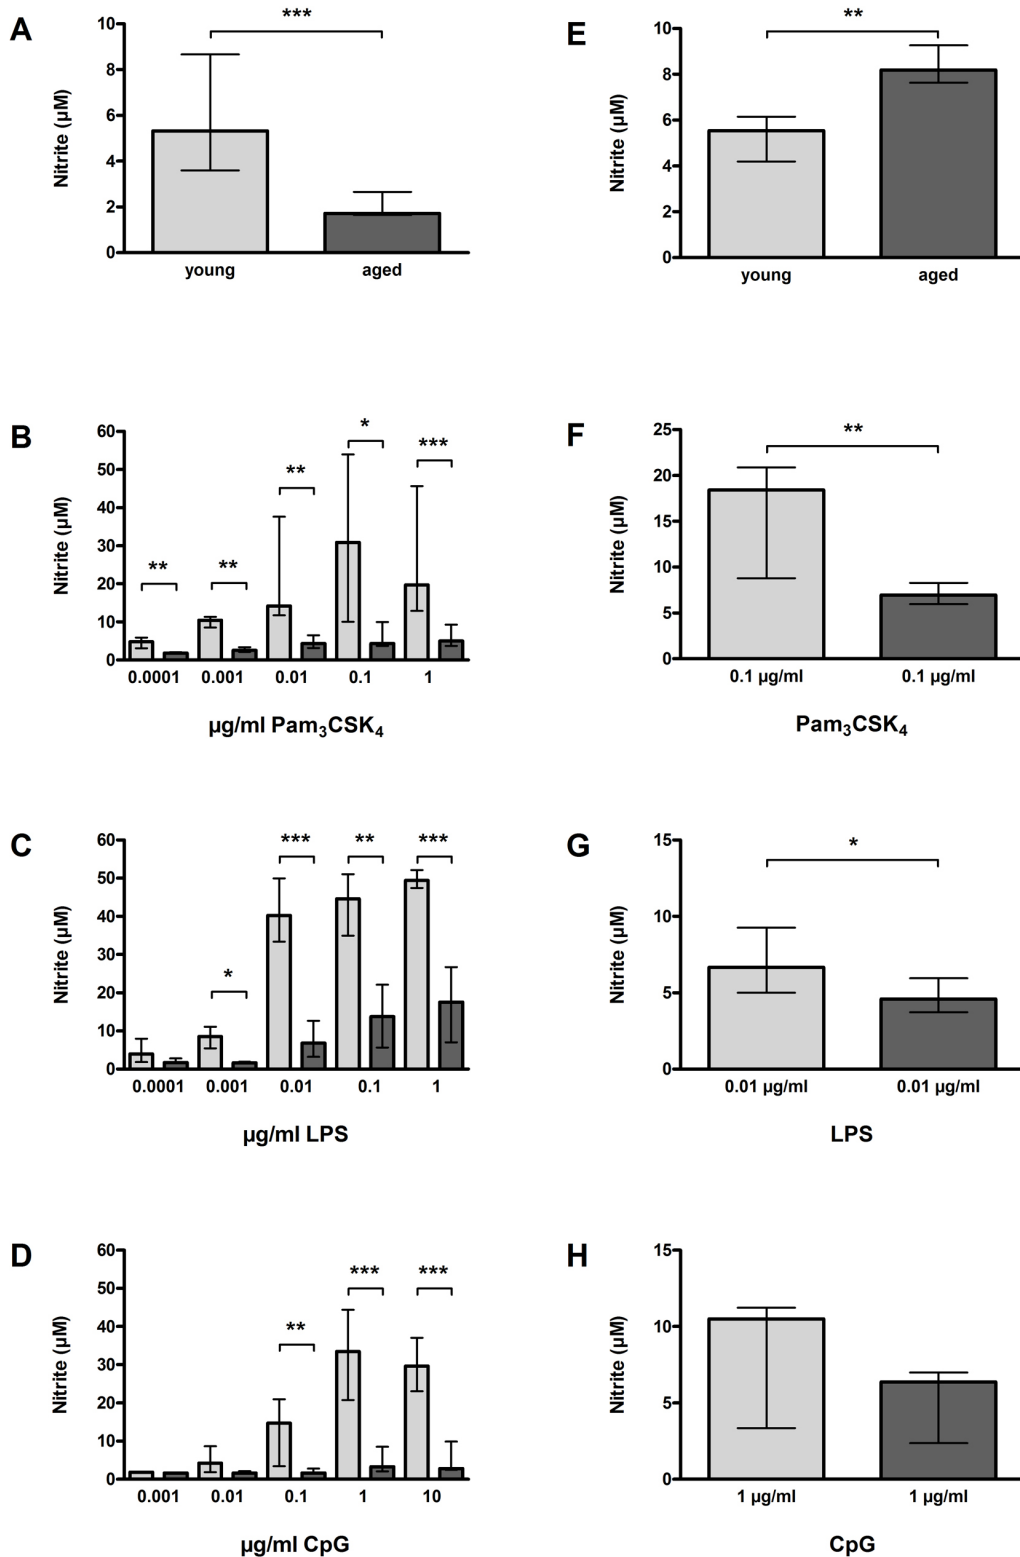 A
***
10
8
6
4
2
0
Nitrite (µM)
young aged
E
**
10
8
6
4
2
0
Nitrite (µM)
young aged
B
60
50
40
30
20
10
0
Nitrite (µM)
** ** ** * ***
0.0001 0.001 0.01 0.1 1
µg/ml Pam₃CSK₄
F
**
25
20
15
10
5
0
Nitrite (µM)
0.1 µg/ml 0.1 µg/ml
Pam₃CSK₄
C
60
50
40
30
20
10
0
Nitrite (µM)
* *** ** ***
0.0001 0.001 0.01 0.1 1
µg/ml LPS
G
*
15
10
5
0
Nitrite (µM)
0.01 µg/ml 0.01 µg/ml
LPS
D
60
50
40
30
20
10
0
Nitrite (µM)
** *** ***
0.001 0.01 0.1 1 10
µg/ml CpG
H
15
10
5
0
Nitrite (µM)
1 µg/ml 1 µg/ml
CpG